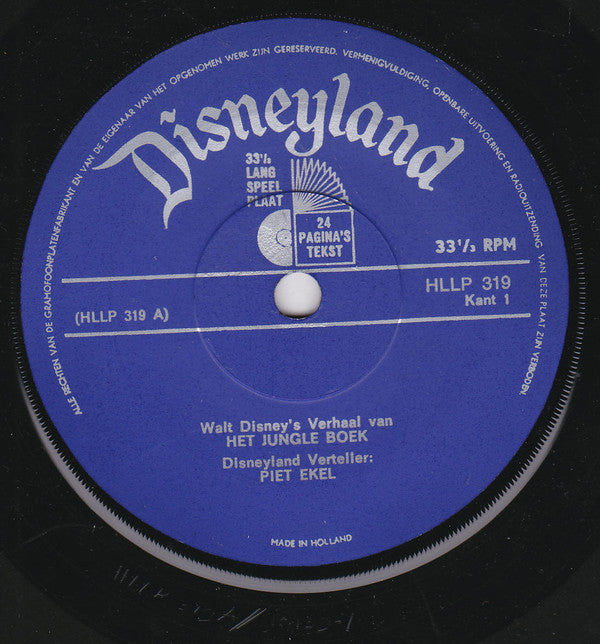 ALLE RECHTEN VAN DE GRAMOFOONPLATENFABRIKANT EN VAN DE EIGENAAR VAN HET OPGENOMEN WERK ZIJN GERESERVEERD. VERMENIGVULDIGING, OPENBARE UITVOERING EN RADIOUITZENDING VAN DEZE PLAAT ZIJN VERBODEN.
Disneyland
33⅓
LANG
SPEEL
PLAAT
24
PAGINA'S
TEKST
33⅓ RPM
HLLP 319
Kant 1
(HLLP 319 A)
Walt Disney's Verhaal van
HET JUNGLE BOEK
Disneyland Verteller:
PIET EKEL
MADE IN HOLLAND